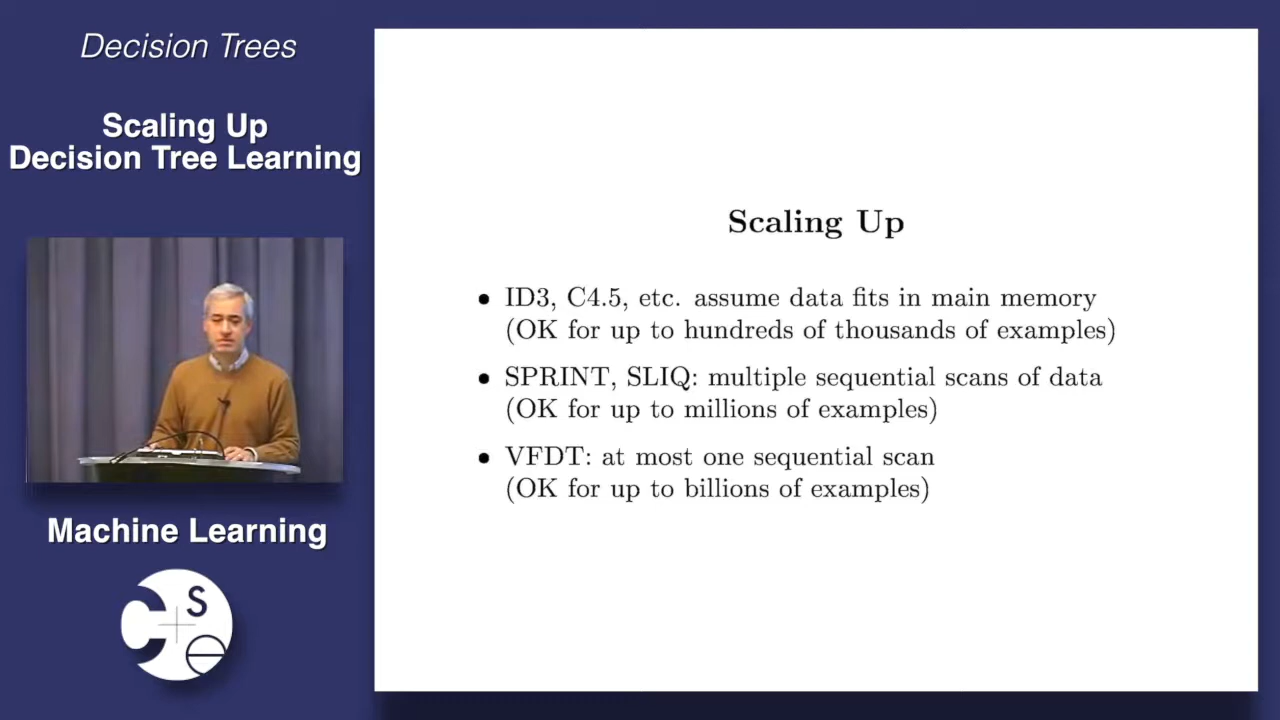 Decision Trees
Scaling Up
Decision Tree Learning
Machine Learning
C S e
Scaling Up
• ID3, C4.5, etc. assume data fits in main memory
(OK for up to hundreds of thousands of examples)
• SPRINT, SLIQ: multiple sequential scans of data
(OK for up to millions of examples)
• VFDT: at most one sequential scan
(OK for up to billions of examples)